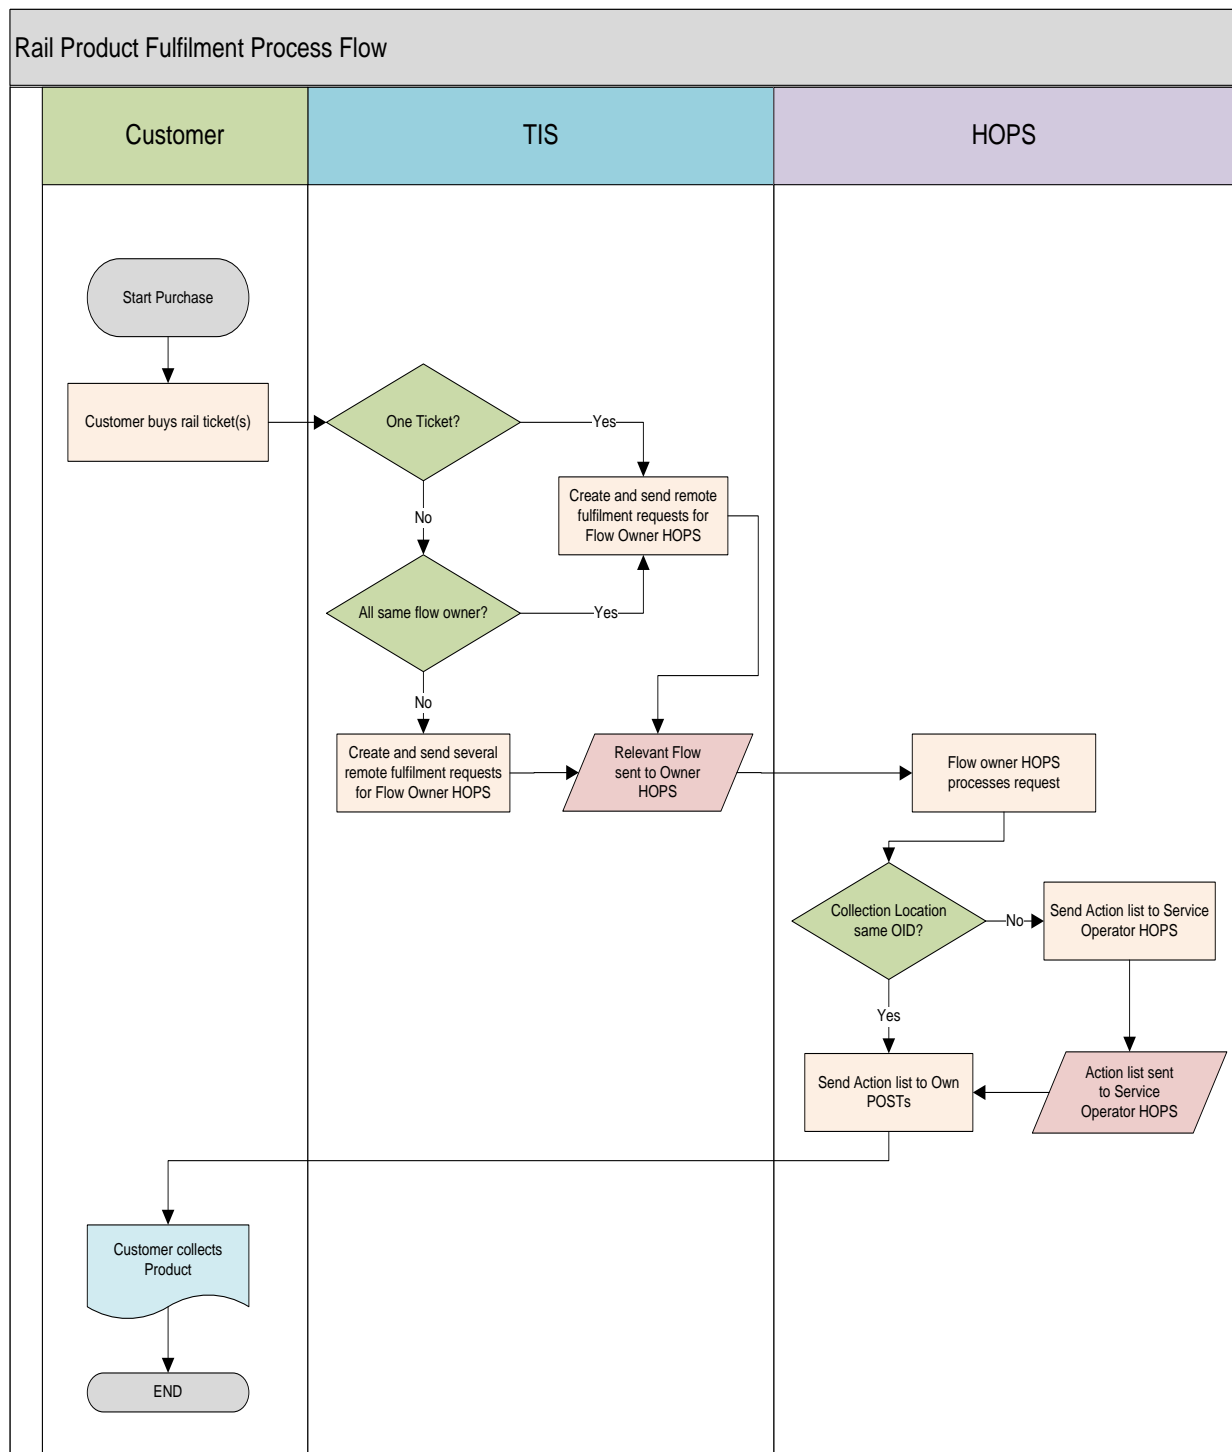 Rail Product Fulfilment Process Flow
Customer
TIS
HOPS
Start Purchase
Customer buys rail ticket(s)
One Ticket?
Yes
Create and send remote
fulfilment requests for
Flow Owner HOPS
No
All same flow owner?
Yes
No
Create and send several
remote fulfilment requests
for Flow Owner HOPS
Relevant Flow
sent to Owner
HOPS
Flow owner HOPS
processes request
Collection Location
same OID?
No
Send Action list to Service
Operator HOPS
Yes
Send Action list to Own
POSTs
Action list sent
to Service
Operator HOPS
Customer collects
Product
END